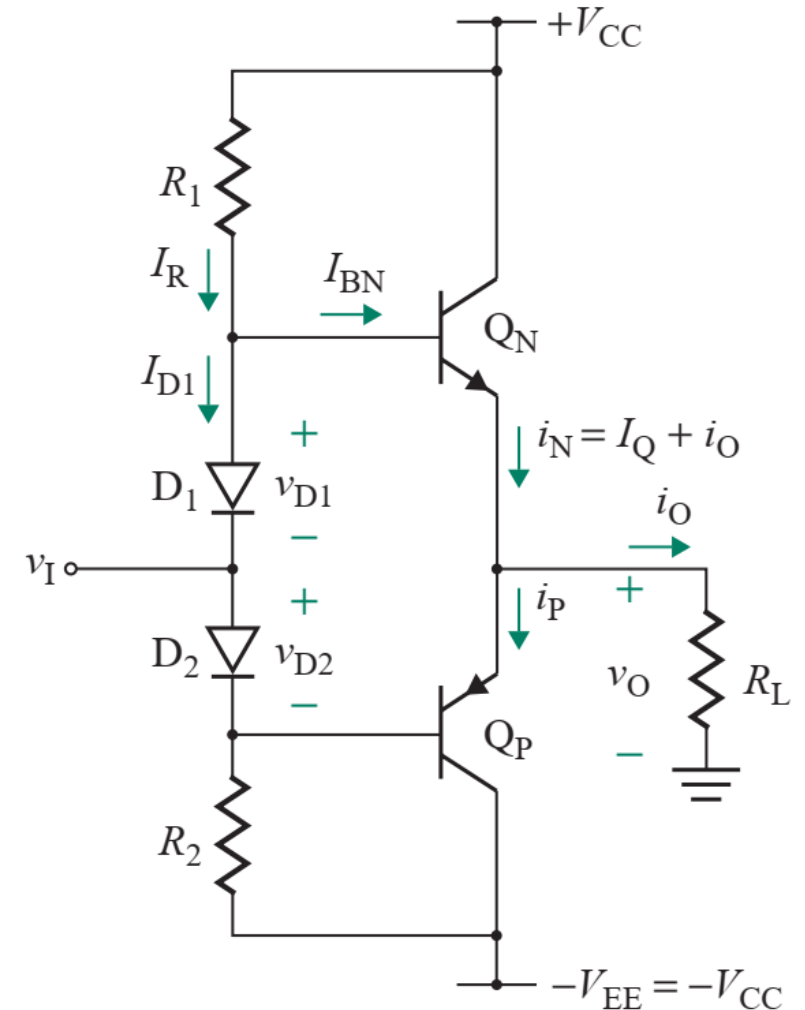 +V_CC
R_1
I_R
I_BN
Q_N
I_D1
+
i_N = I_Q + i_O
D_1
v_D1
i_O
−
v_I
+
i_P
+
D_2
v_D2
v_O
R_L
−
Q_P
−
R_2
−V_EE = −V_CC